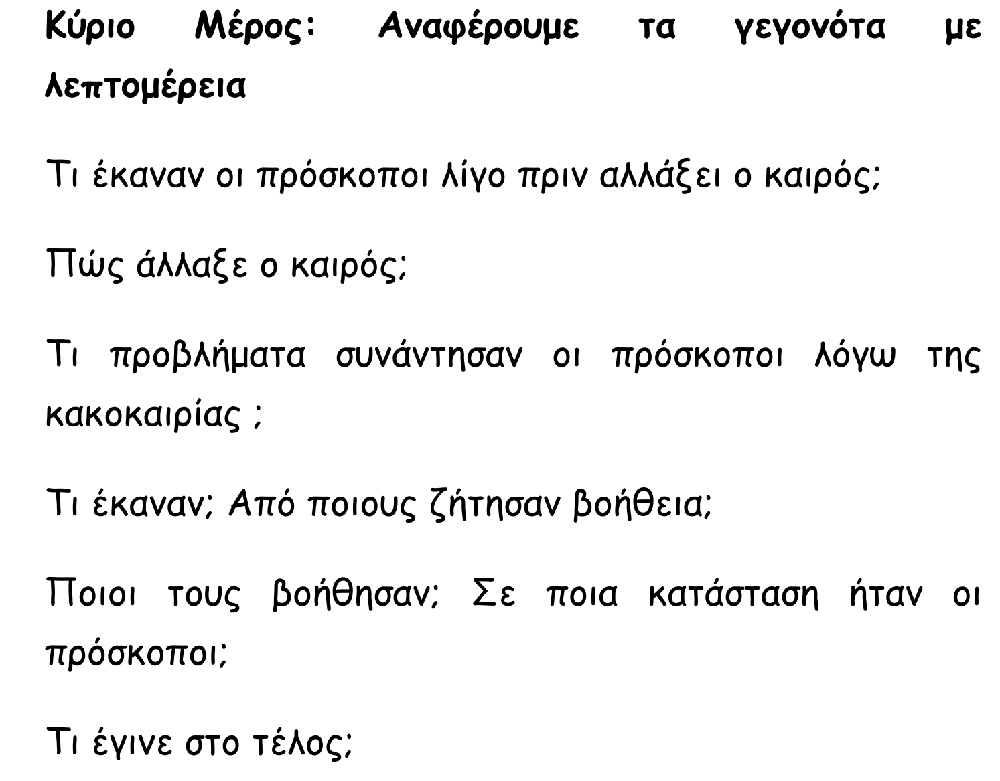 Κύριο Μέρος: Αναφέρουμε τα γεγονότα με
λεπτομέρεια
Τι έκαναν οι πρόσκοποι λίγο πριν αλλάξει ο καιρός;
Πώς άλλαξε ο καιρός;
Τι προβλήματα συνάντησαν οι πρόσκοποι λόγω της
κακοκαιρίας ;
Τι έκαναν; Από ποιους ζήτησαν βοήθεια;
Ποιοι τους βοήθησαν; Σε ποια κατάσταση ήταν οι
πρόσκοποι;
Τι έγινε στο τέλος;